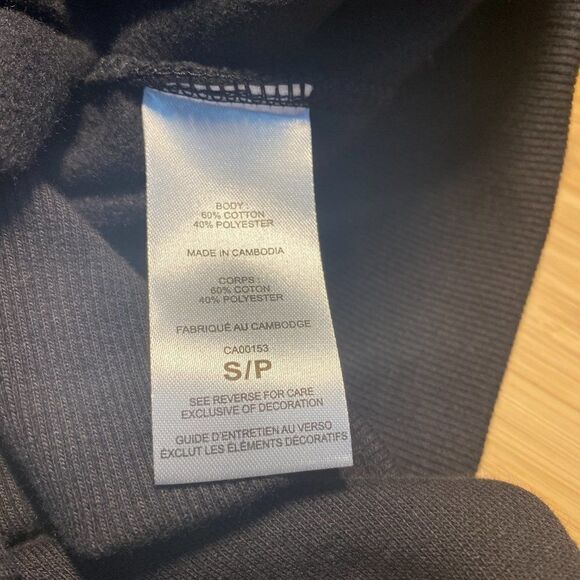 BODY :
60% COTTON
40% POLYESTER
MADE IN CAMBODIA
CORPS :
60% COTON
40% POLYESTER
FABRIQUÉ AU CAMBODGE
CA00153
S/P
SEE REVERSE FOR CARE
EXCLUSIVE OF DECORATION
GUIDE D'ENTRETIEN AU VERSO
EXCLUT LES ÉLÉMENTS DÉCORATIFS